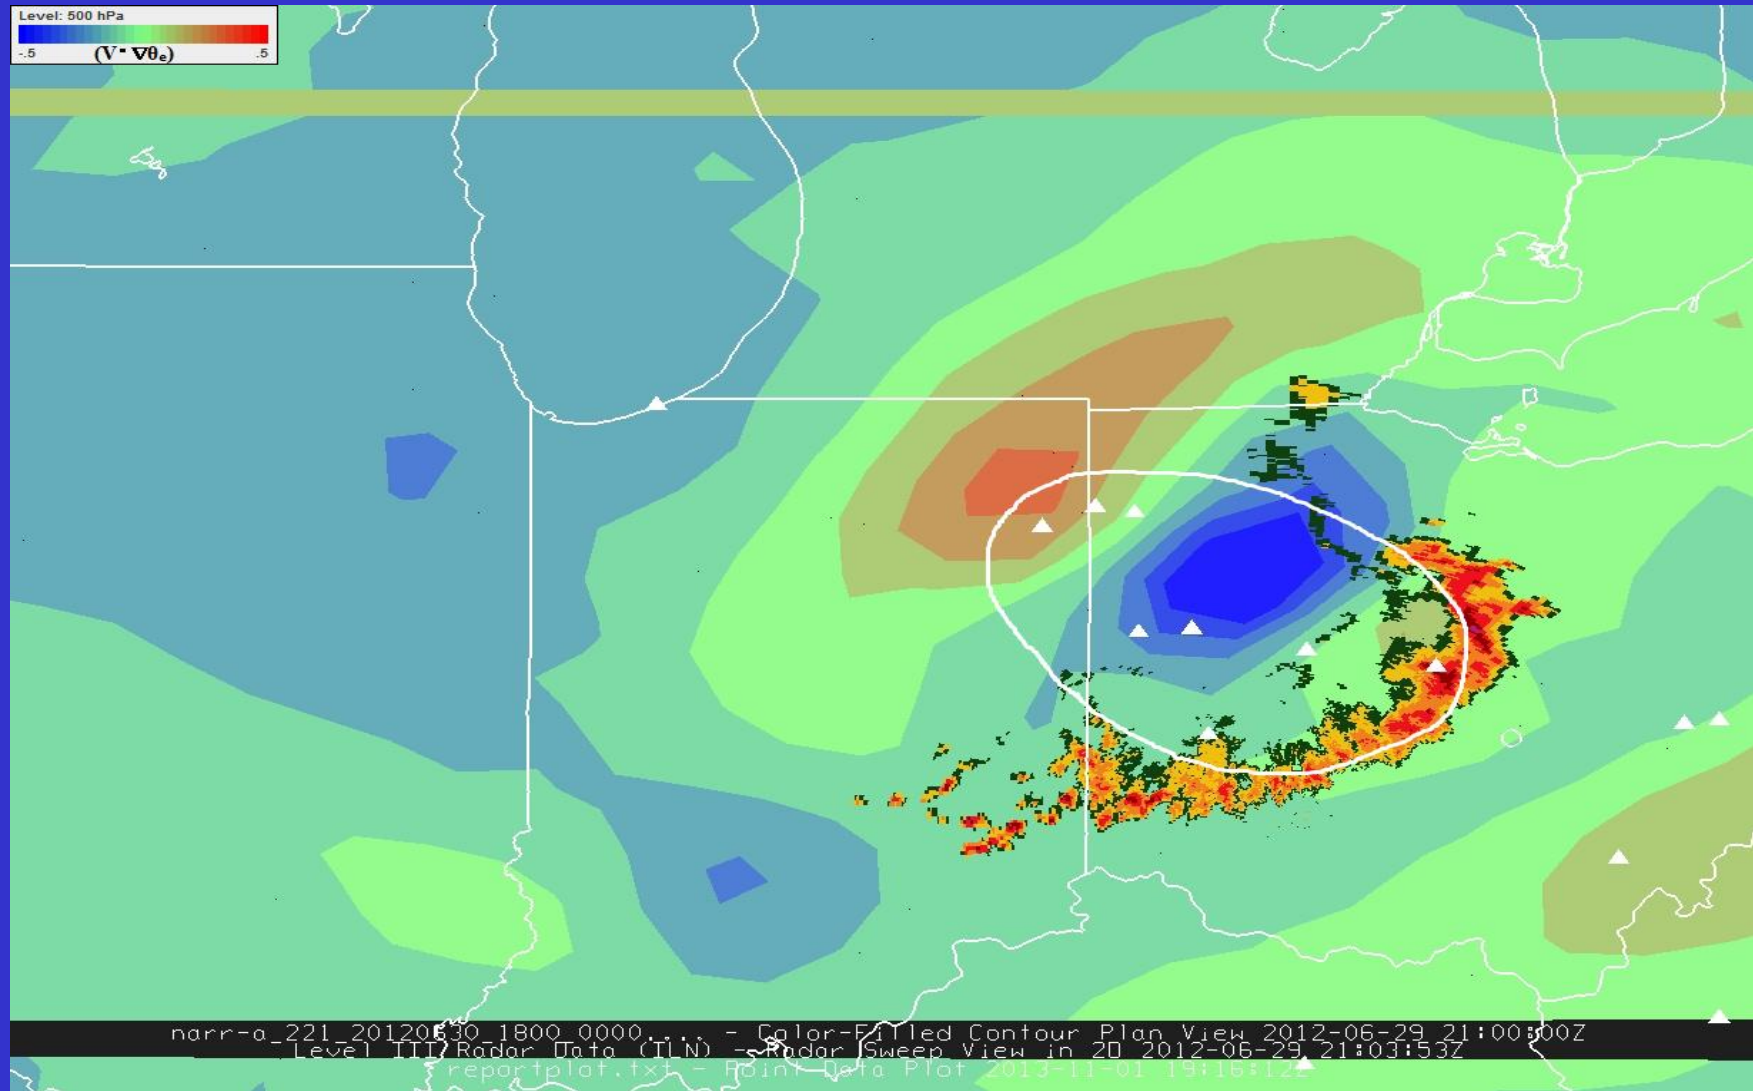 Level: 500 hPa
-.5 (V·∇θe) .5
narr-a_221_20120630_1800_0000.... - Color-Filled Contour Plan View 2012-06-29 21:00:00Z
Level III Radar Data (ILN) - Radar Sweep View in 2D 2012-06-29 21:03:53Z
reportplot.txt - Point Data Plot 2013-11-01 19:16:12Z